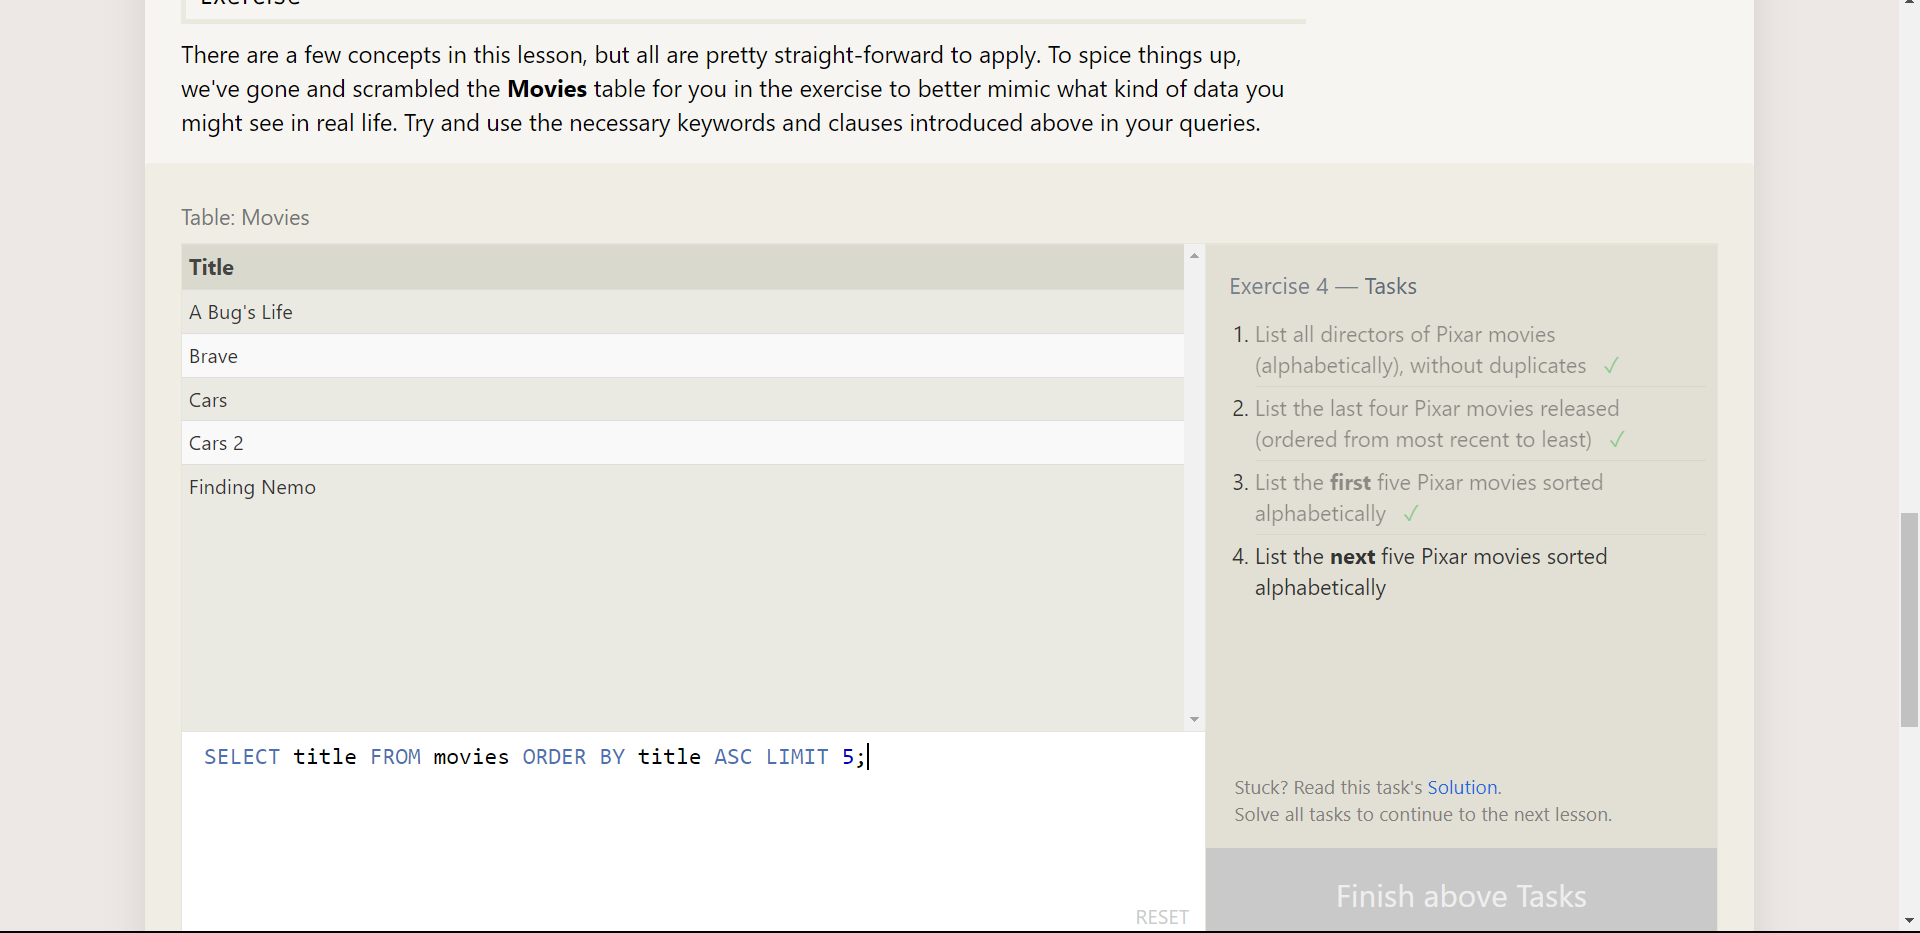 Exercise
There are a few concepts in this lesson, but all are pretty straight-forward to apply. To spice things up,
we've gone and scrambled the Movies table for you in the exercise to better mimic what kind of data you
might see in real life. Try and use the necessary keywords and clauses introduced above in your queries.
Table: Movies
Title
A Bug's Life
Brave
Cars
Cars 2
Finding Nemo
SELECT title FROM movies ORDER BY title ASC LIMIT 5;
RESET
Exercise 4 — Tasks
1. List all directors of Pixar movies
(alphabetically), without duplicates ✓
2. List the last four Pixar movies released
(ordered from most recent to least) ✓
3. List the first five Pixar movies sorted
alphabetically ✓
4. List the next five Pixar movies sorted
alphabetically
Stuck? Read this task's Solution.
Solve all tasks to continue to the next lesson.
Finish above Tasks